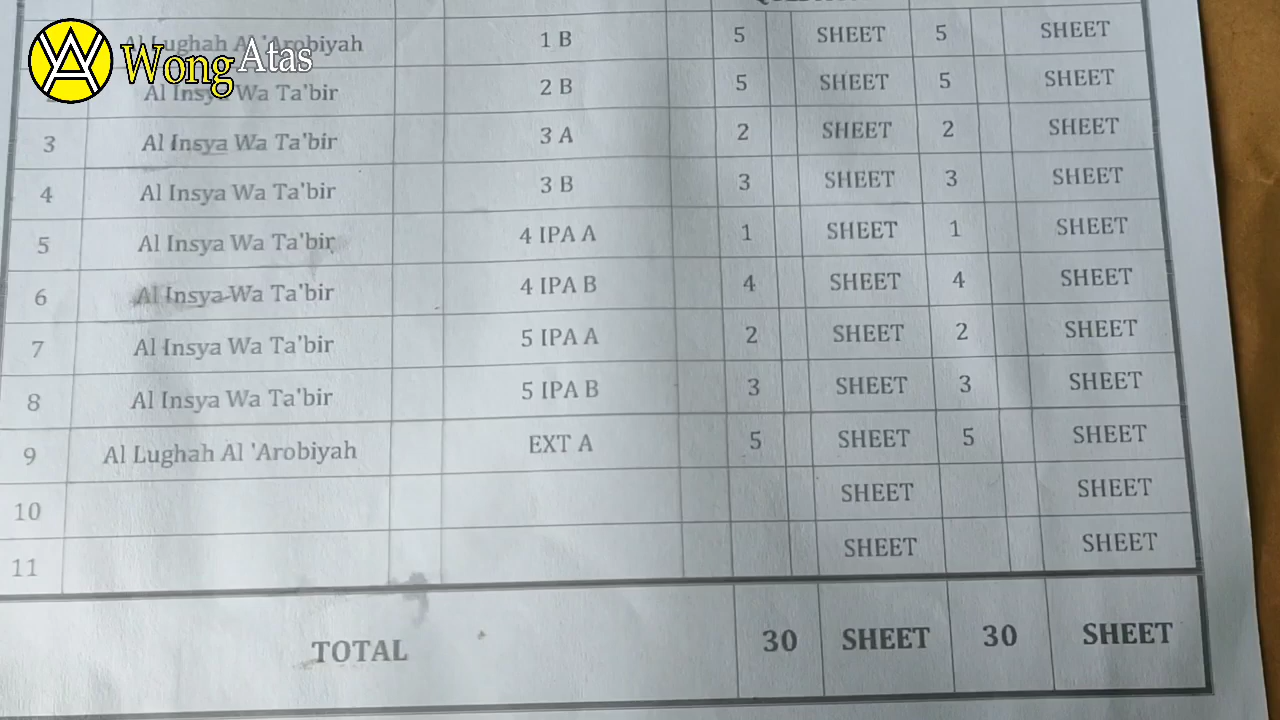 Wong Atas
Al Lughah Al 'Arobiyah 1 B 5 SHEET 5 SHEET
Al Insya Wa Ta'bir 2 B 5 SHEET 5 SHEET
3 Al Insya Wa Ta'bir 3 A 2 SHEET 2 SHEET
4 Al Insya Wa Ta'bir 3 B 3 SHEET 3 SHEET
5 Al Insya Wa Ta'bir 4 IPA A 1 SHEET 1 SHEET
6 Al Insya Wa Ta'bir 4 IPA B 4 SHEET 4 SHEET
7 Al Insya Wa Ta'bir 5 IPA A 2 SHEET 2 SHEET
8 Al Insya Wa Ta'bir 5 IPA B 3 SHEET 3 SHEET
9 Al Lughah Al 'Arobiyah EXT A 5 SHEET 5 SHEET
10 SHEET SHEET
11 SHEET SHEET
TOTAL 30 SHEET 30 SHEET